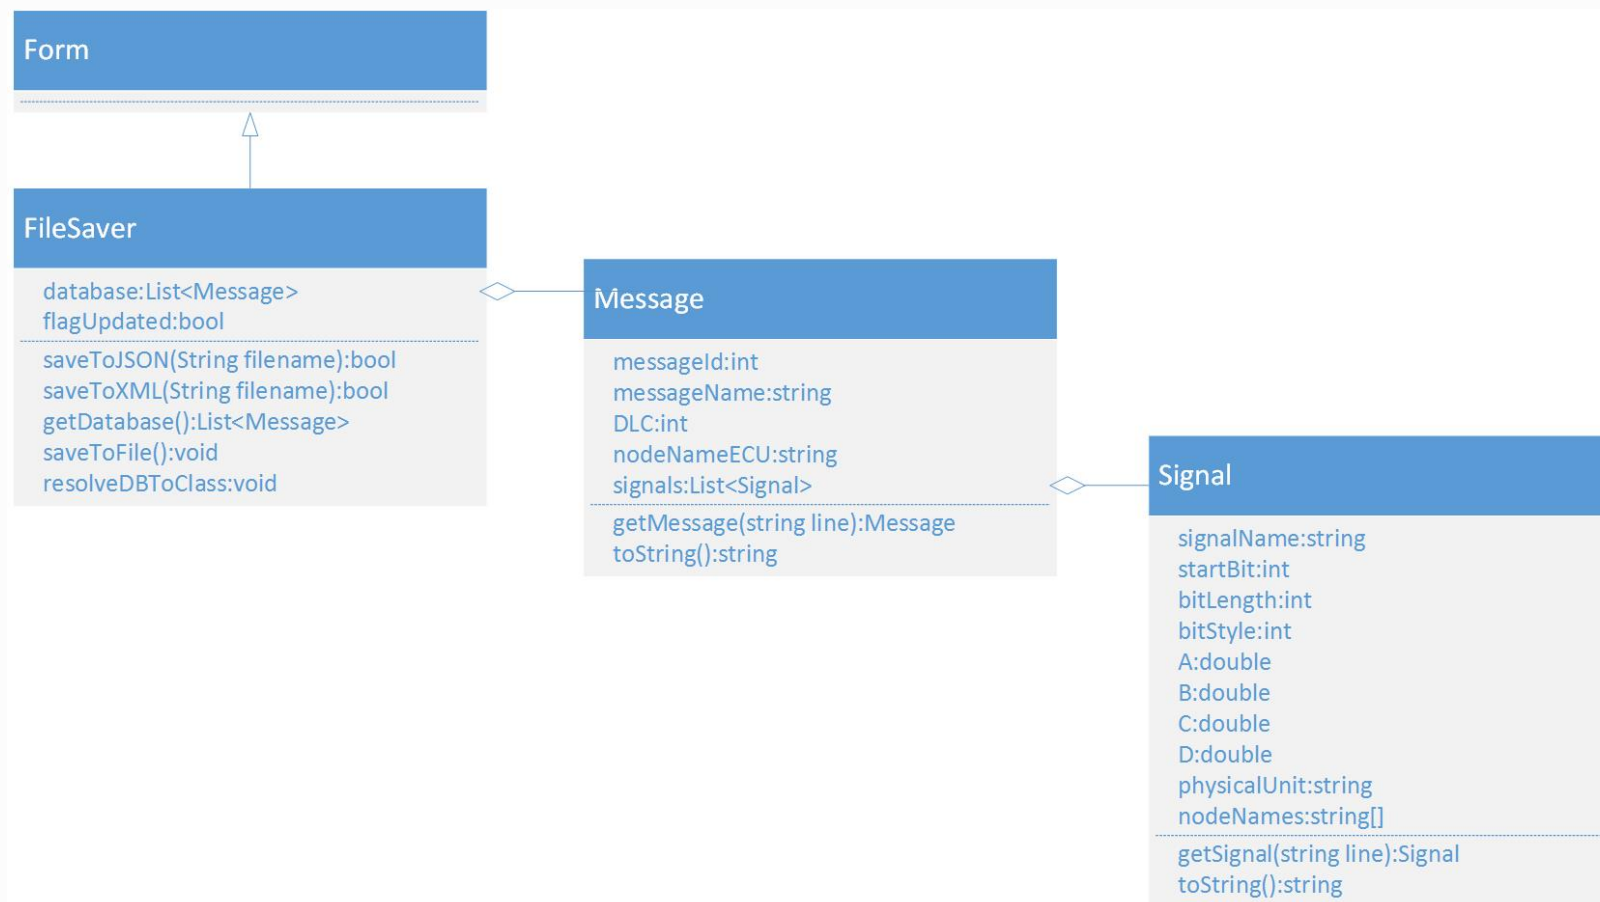 Form
FileSaver
database:List<Message>
flagUpdated:bool
saveToJSON(String filename):bool
saveToXML(String filename):bool
getDatabase():List<Message>
saveToFile():void
resolveDBToClass:void
Message
messageId:int
messageName:string
DLC:int
nodeNameECU:string
signals:List<Signal>
getMessage(string line):Message
toString():string
Signal
signalName:string
startBit:int
bitLength:int
bitStyle:int
A:double
B:double
C:double
D:double
physicalUnit:string
nodeNames:string[]
getSignal(string line):Signal
toString():string